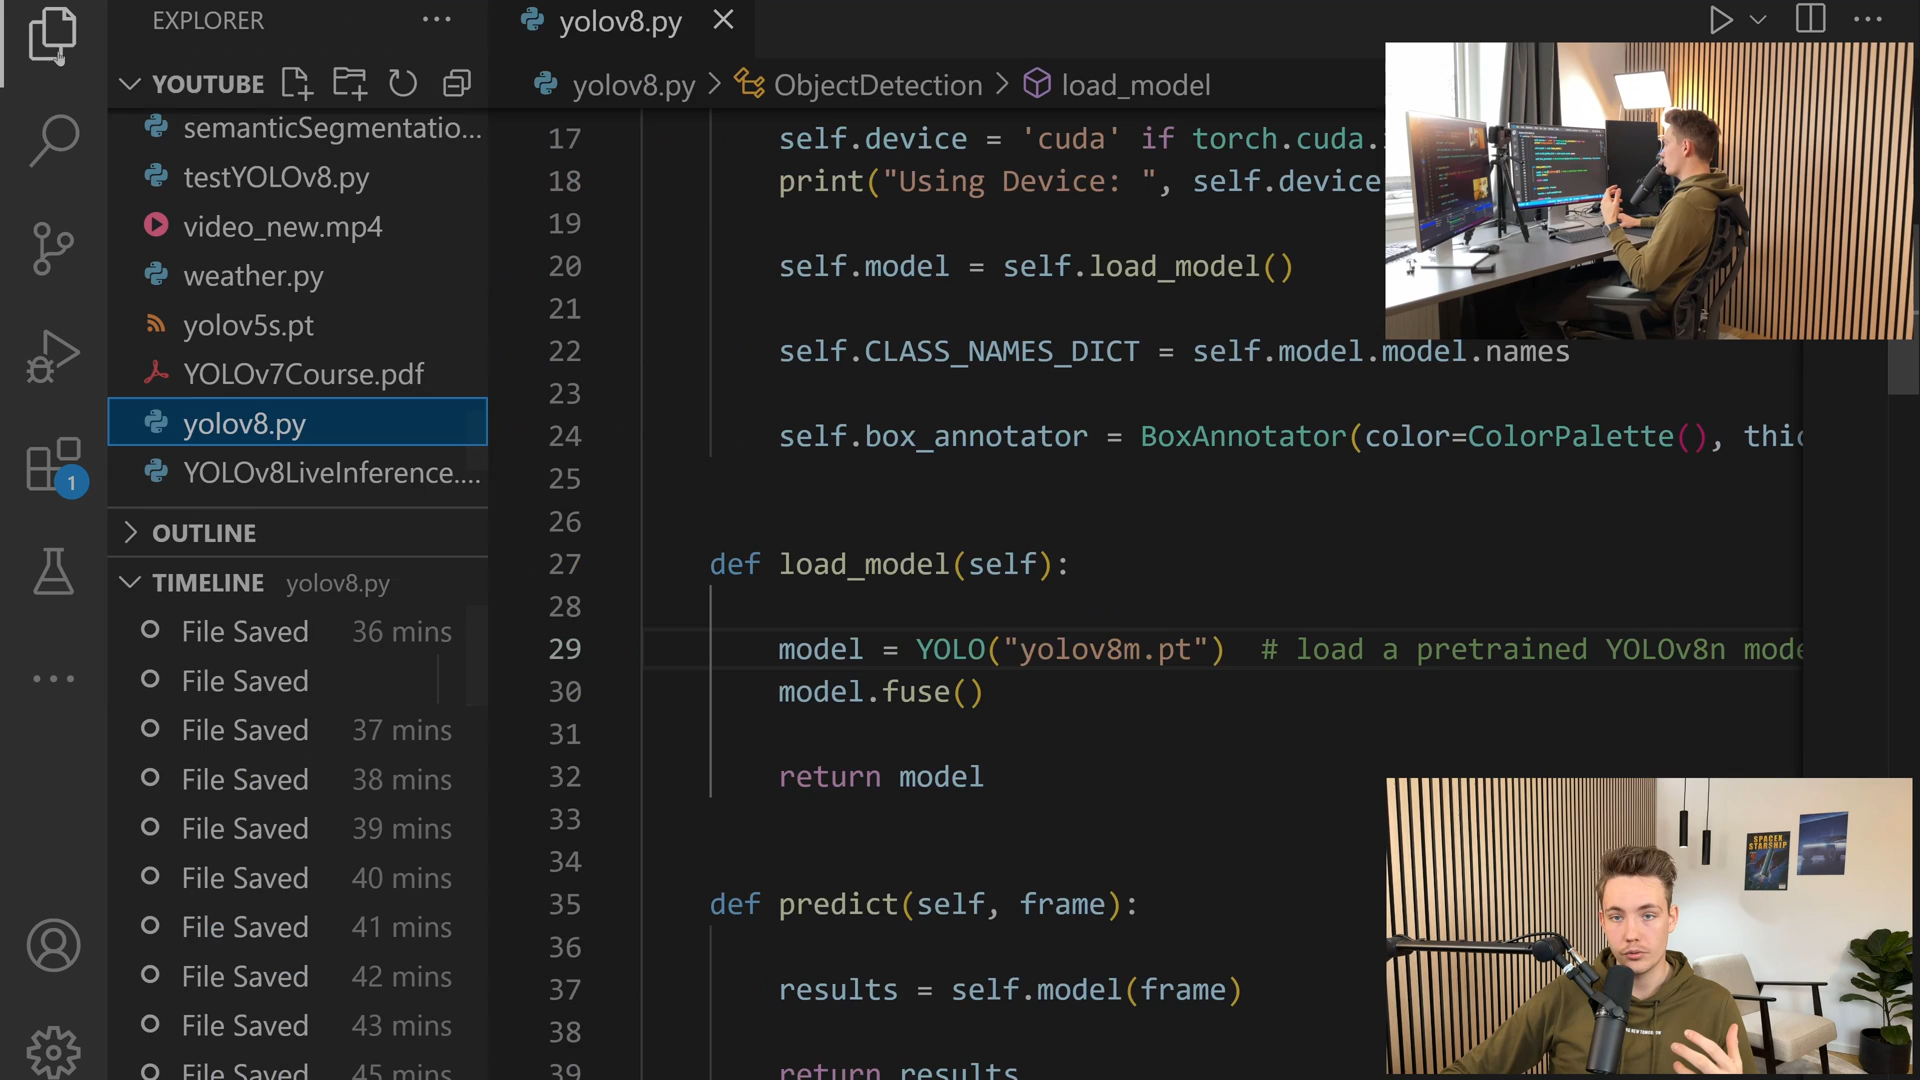 EXPLORER
YOUTUBE
semanticSegmentatio...
testYOLOv8.py
video_new.mp4
weather.py
yolov5s.pt
YOLOv7Course.pdf
yolov8.py
YOLOv8LiveInference....
OUTLINE
TIMELINE yolov8.py
File Saved 36 mins
File Saved
File Saved 37 mins
File Saved 38 mins
File Saved 39 mins
File Saved 40 mins
File Saved 41 mins
File Saved 42 mins
File Saved 43 mins
File Saved 45 mins
1
yolov8.py
yolov8.py > ObjectDetection > load_model
17 self.device = 'cuda' if torch.cuda.
18 print("Using Device: ", self.device
19
20 self.model = self.load_model()
21
22 self.CLASS_NAMES_DICT = self.model.model.names
23
24 self.box_annotator = BoxAnnotator(color=ColorPalette(), thic
25
26
27 def load_model(self):
28
29 model = YOLO("yolov8m.pt") # load a pretrained YOLOv8n mode
30 model.fuse()
31
32 return model
33
34
35 def predict(self, frame):
36
37 results = self.model(frame)
38
39 return results
SPACEX
STARSHIP